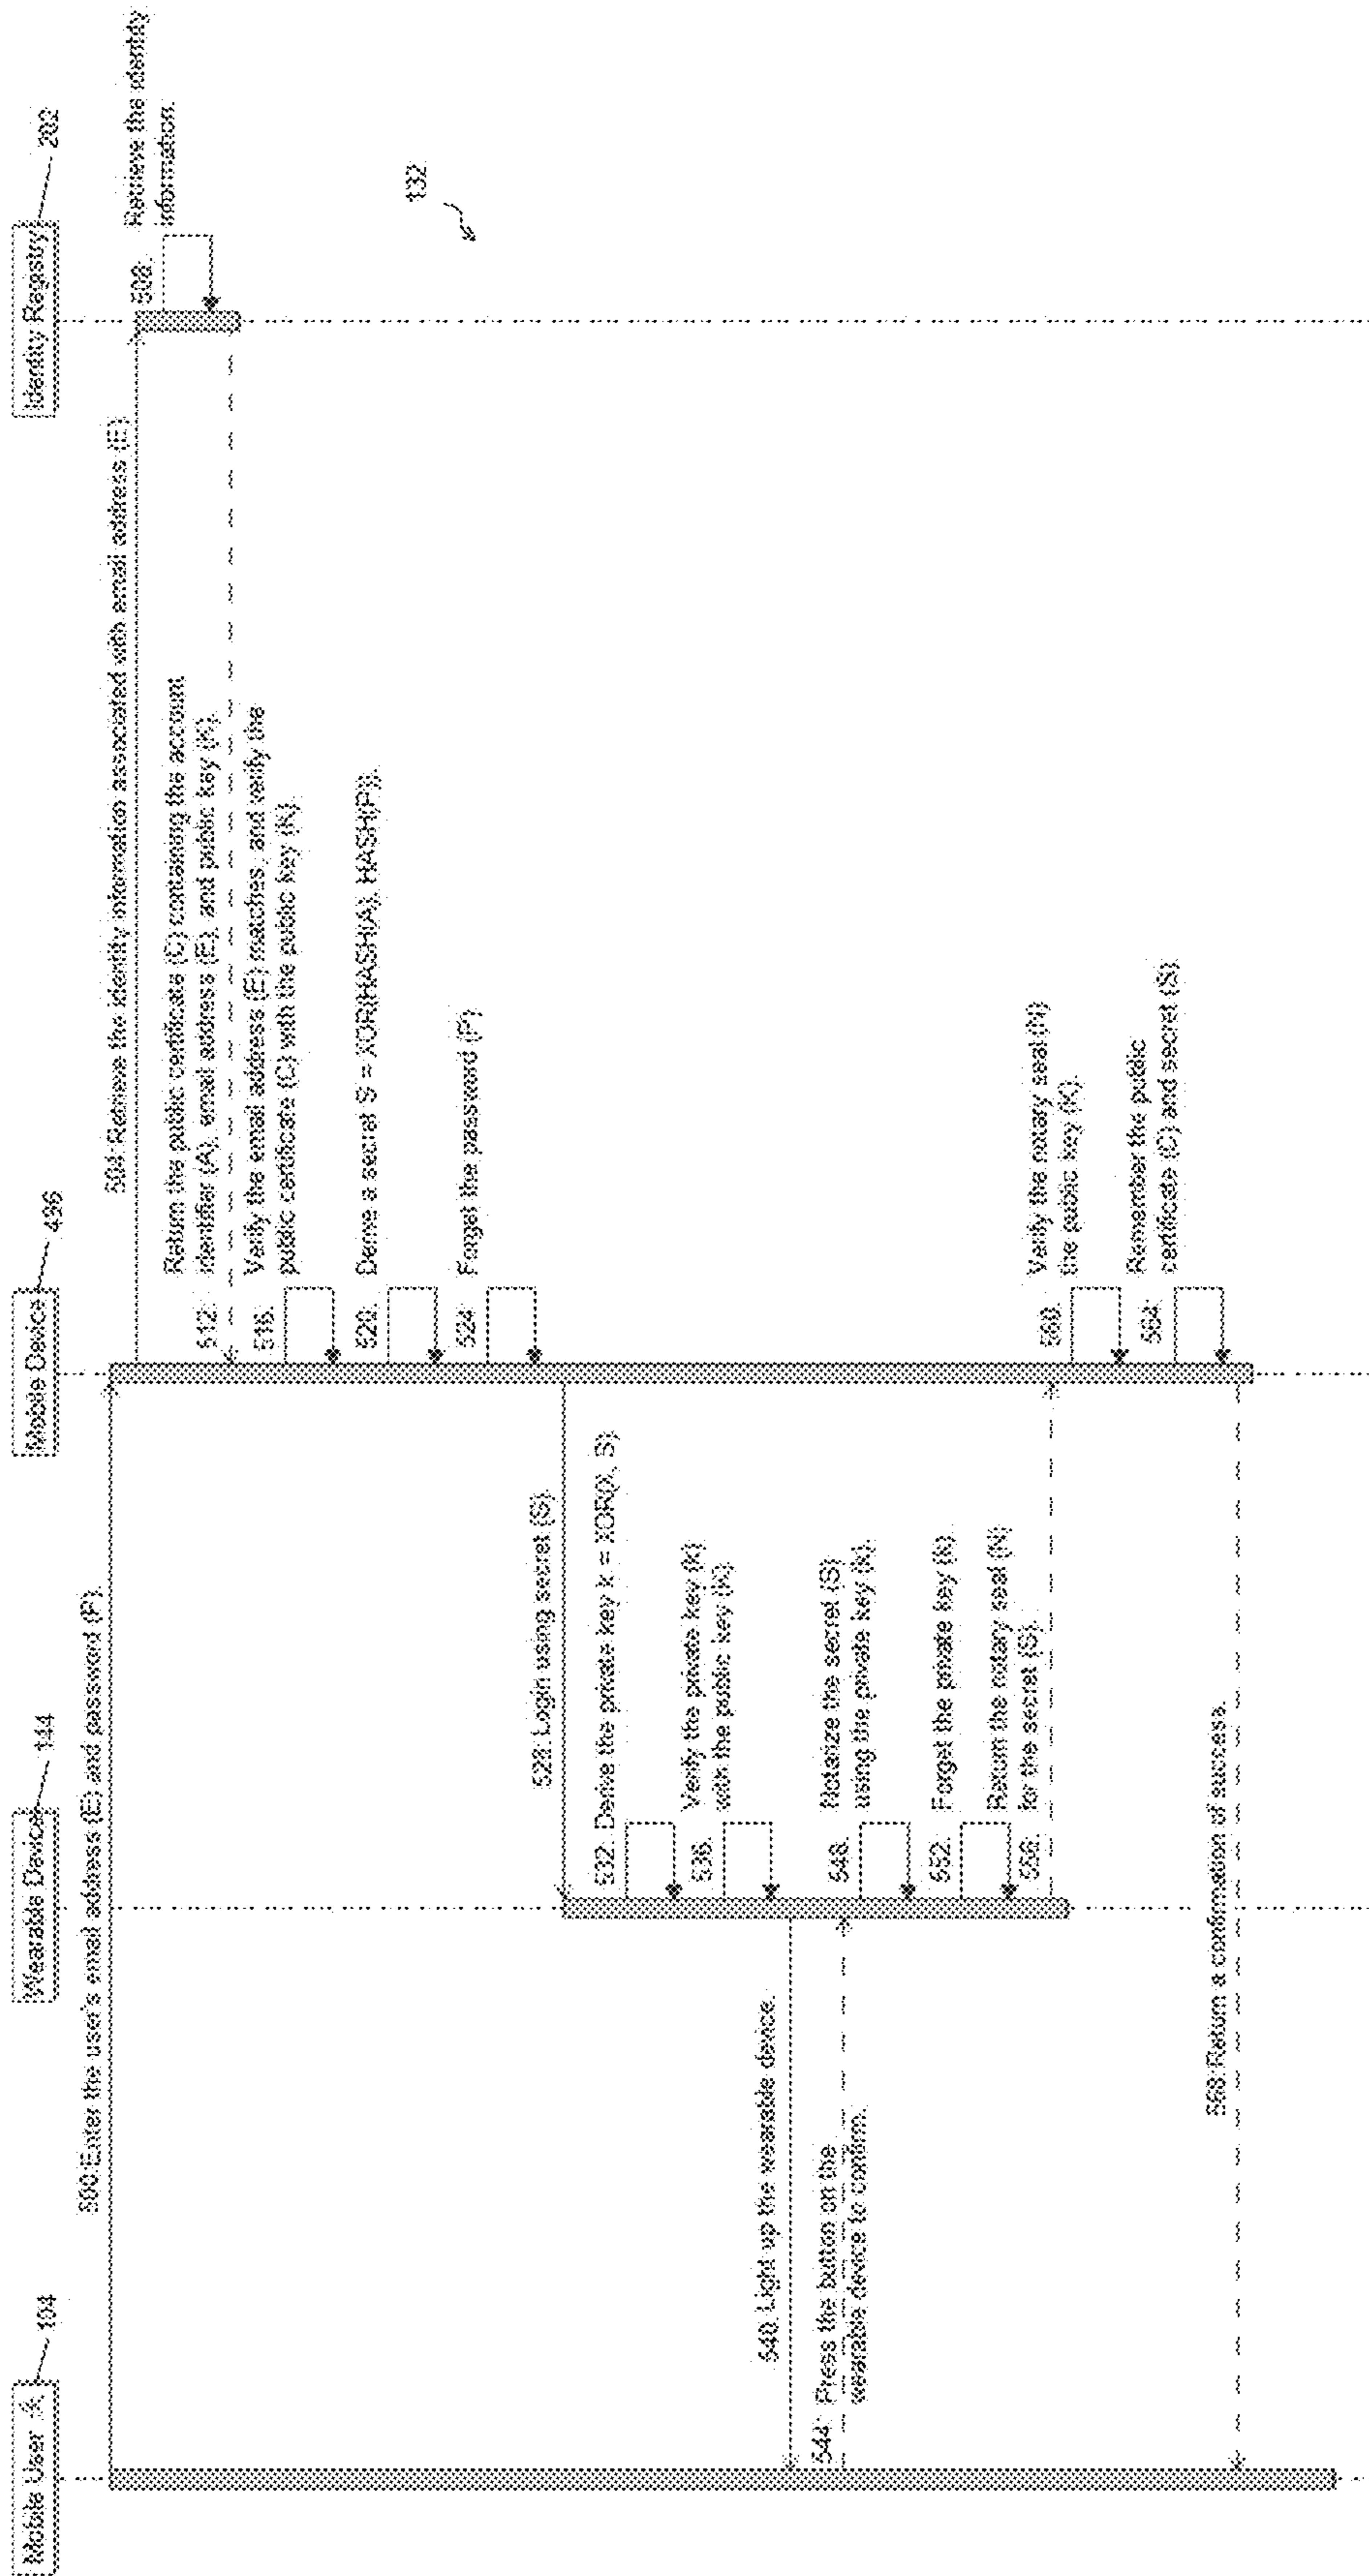 Mobile User A
104
Wearable Device
144
Mobile Device
496
Identity Registry
202
132
500: Enter the user's email address (E) and password (P).
504: Retrieve the identity information associated with email address (E)
508:
Retrieve the identity
information.
512:
Return the public certificate (C) containing the account
identifier (A), email address (E), and public key (K).
516:
Verify the email address (E) matches, and verify the
public certificate (C) with the public key (K).
520:
Derive a secret S = XOR(HASH(A), HASH(P)).
524:
Forget the password (P).
528: Login using secret (S).
532: Derive the private key k = XOR(X, S).
536:
Verify the private key (k)
with the public key (K).
540: Light up the wearable device.
544:
Press the button on the
wearable device to confirm.
548:
Notarize the secret (S)
using the private key (k).
552:
Forget the private key (k).
556:
Return the notary seal (N)
for the secret (S).
560:
Verify the notary seal (N)
the public key (K).
564:
Remember the public
certificate (C) and secret (S)
568: Return a confirmation of success.